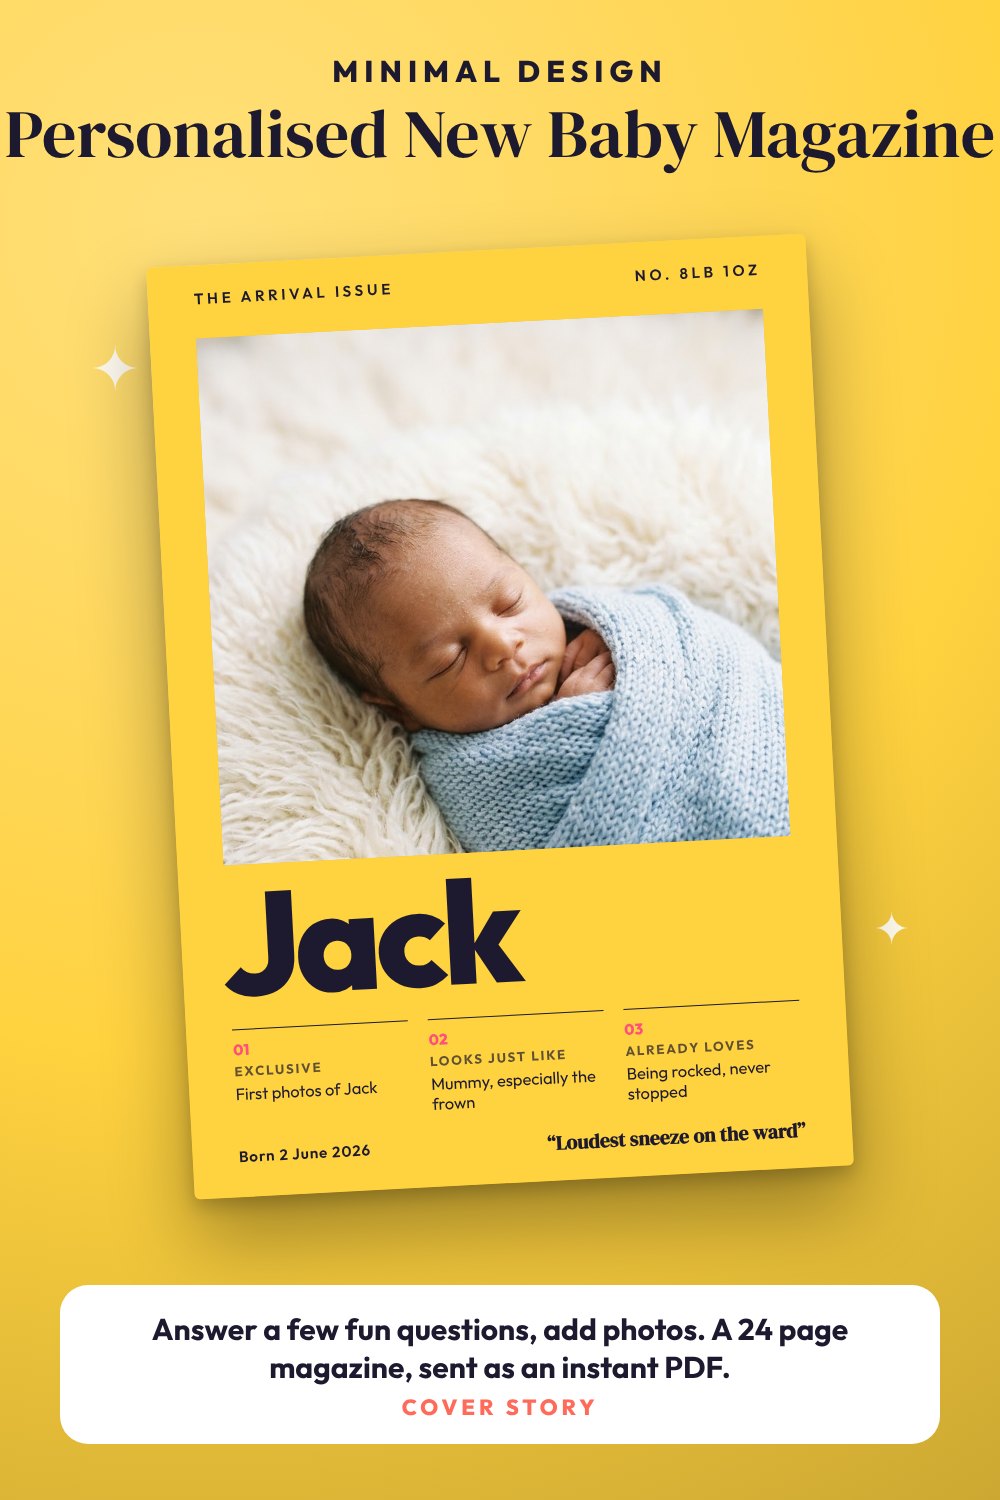 MINIMAL DESIGN
Personalised New Baby Magazine
THE ARRIVAL ISSUE
NO. 8LB 1OZ
Jack
01
EXCLUSIVE
First photos of Jack
02
LOOKS JUST LIKE
Mummy, especially the
frown
03
ALREADY LOVES
Being rocked, never
stopped
Born 2 June 2026
“Loudest sneeze on the ward”
Answer a few fun questions, add photos. A 24 page
magazine, sent as an instant PDF.
COVER STORY